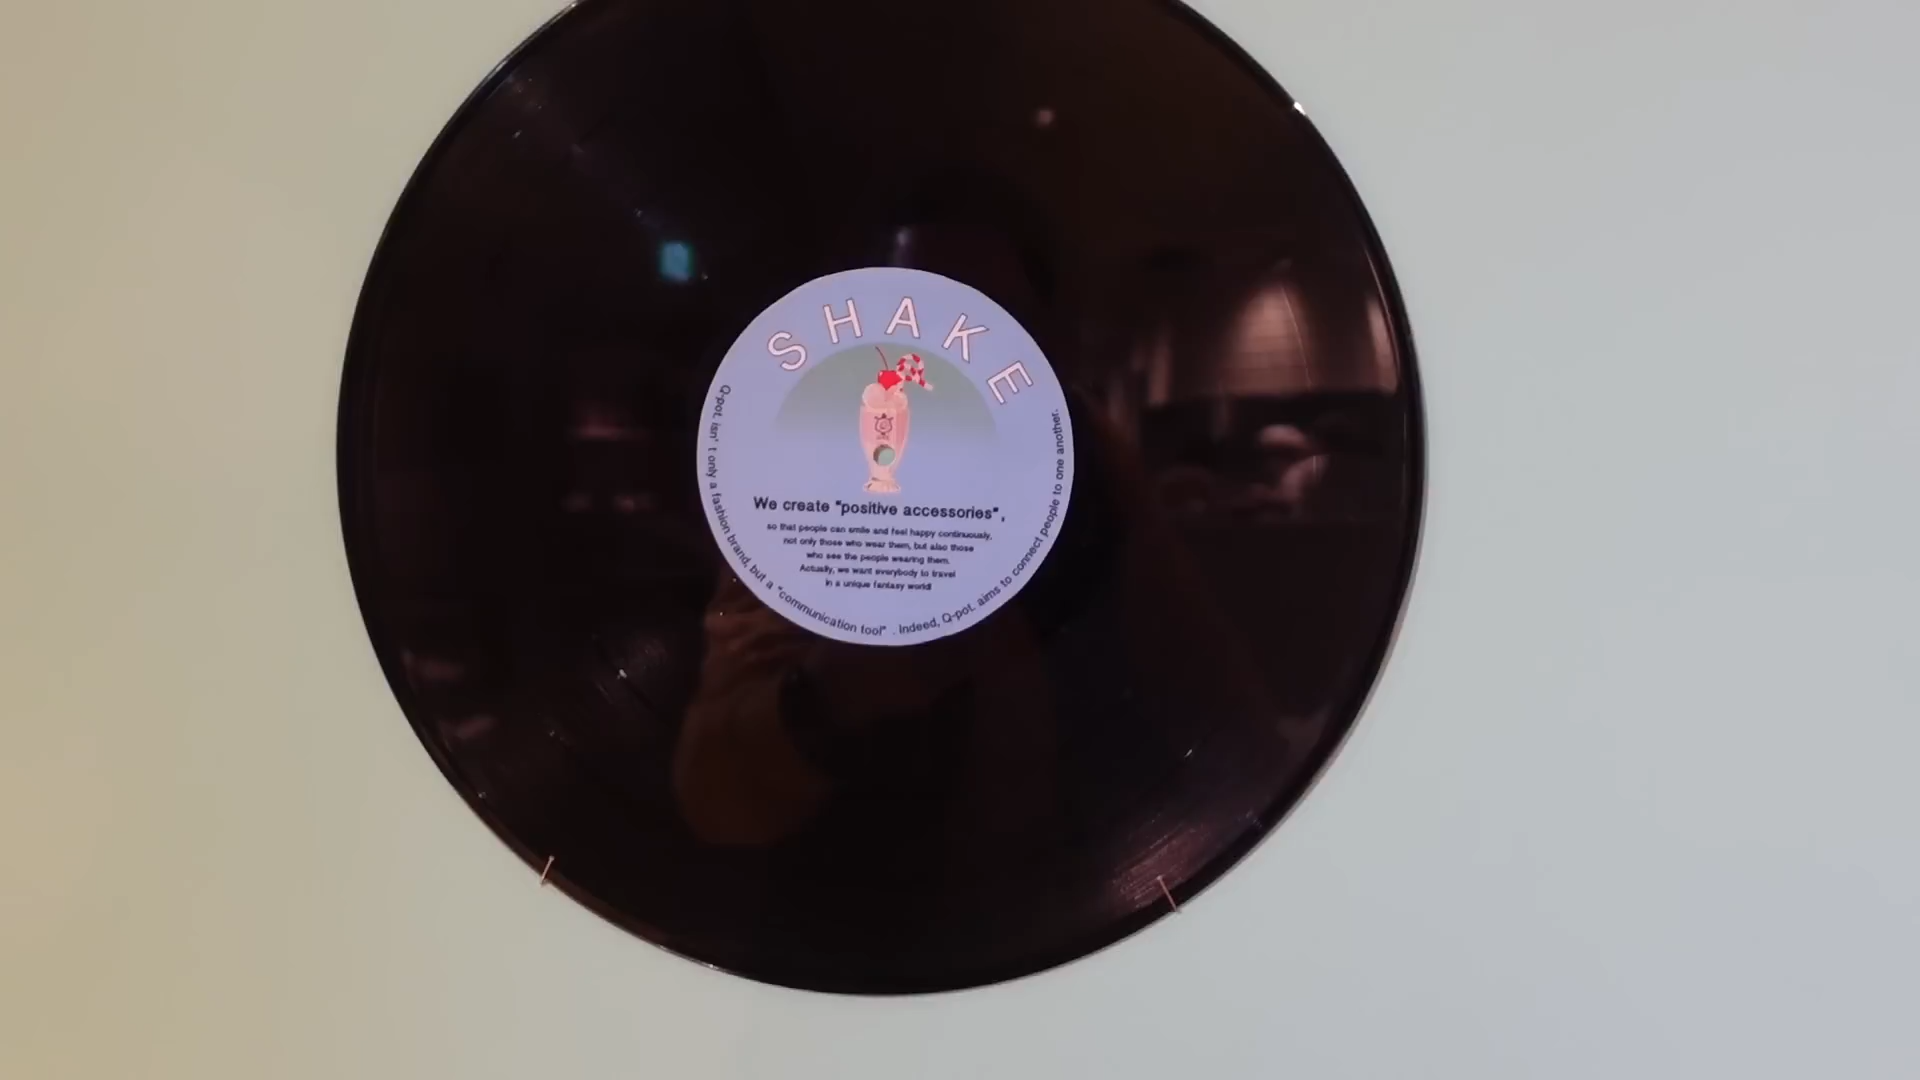 SHAKE
We create "positive accessories",
so that people can smile and feel happy continuously,
not only those who wear them, but also those
who see the people wearing them.
Actually, we want everybody to travel
in a unique fantasy world!
Q-pot. isn't only a fashion brand, but a "communication tool". Indeed, Q-pot. aims to connect people to one another.